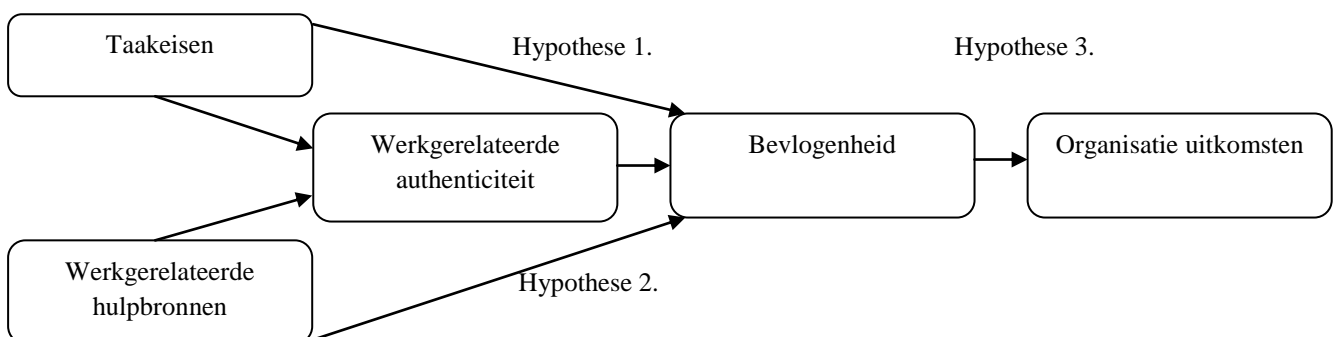 Taakeisen
Hypothese 1.
Hypothese 3.
Werkgerelateerde
authenticiteit
Bevlogenheid
Organisatie uitkomsten
Werkgerelateerde
hulpbronnen
Hypothese 2.